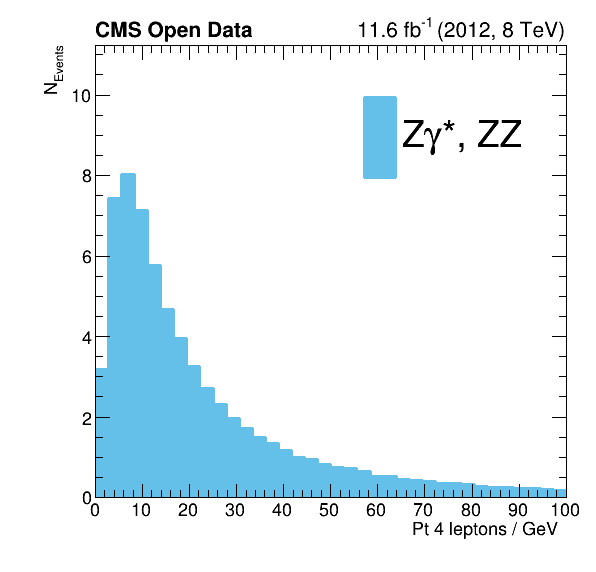 CMS Open Data 11.6 fb⁻¹ (2012, 8 TeV)
N_Events
10
8
6
4
2
0
Zγ*, ZZ
0 10 20 30 40 50 60 70 80 90 100
Pt 4 leptons / GeV